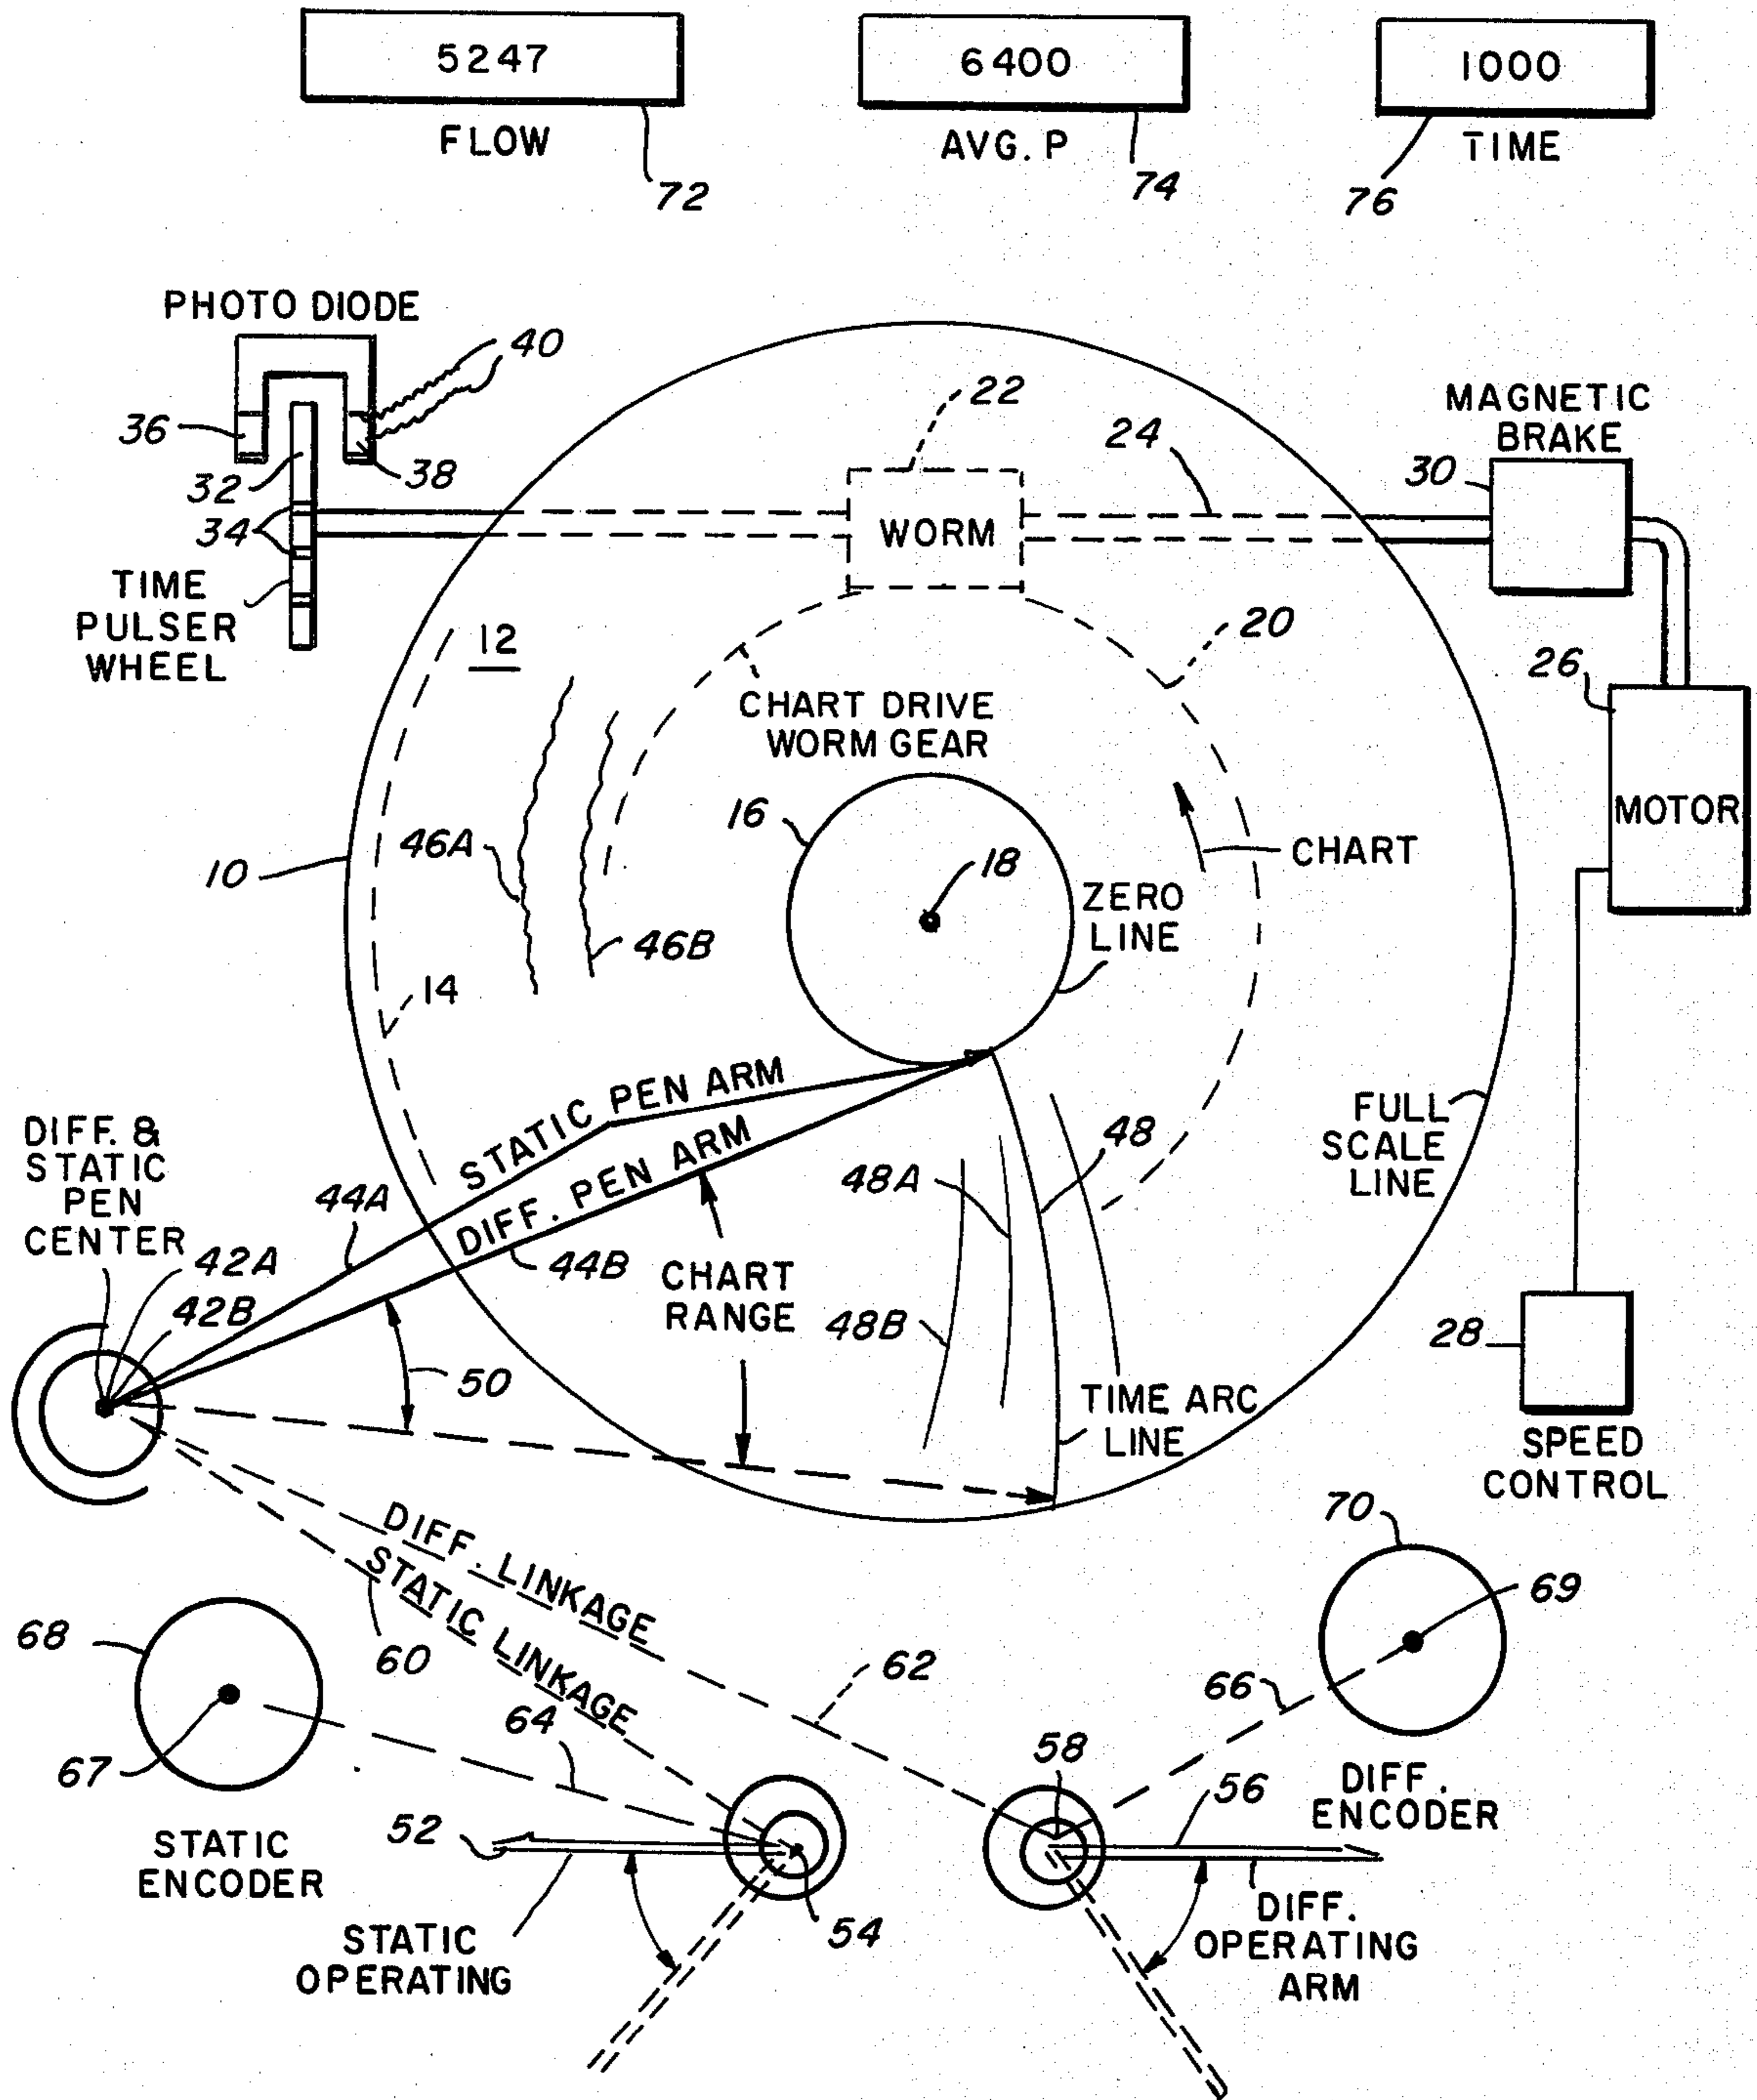 5247
6400
1000
FLOW
AVG. P
TIME
72
74
76
PHOTO DIODE
40
36
38
32
34
TIME
PULSER
WHEEL
22
24
WORM
MAGNETIC
BRAKE
30
26
MOTOR
12
20
CHART DRIVE
WORM GEAR
16
18
CHART
ZERO
LINE
46A
46B
10
14
STATIC PEN ARM
DIFF. PEN ARM
DIFF. &
STATIC
PEN
CENTER
44A
44B
42A
42B
CHART
RANGE
50
48
48A
48B
TIME ARC
LINE
FULL
SCALE
LINE
28
SPEED
CONTROL
DIFF. LINKAGE
STATIC LINKAGE
60
62
64
66
68
67
70
69
STATIC
ENCODER
DIFF.
ENCODER
52
54
58
56
STATIC
OPERATING
DIFF.
OPERATING
ARM